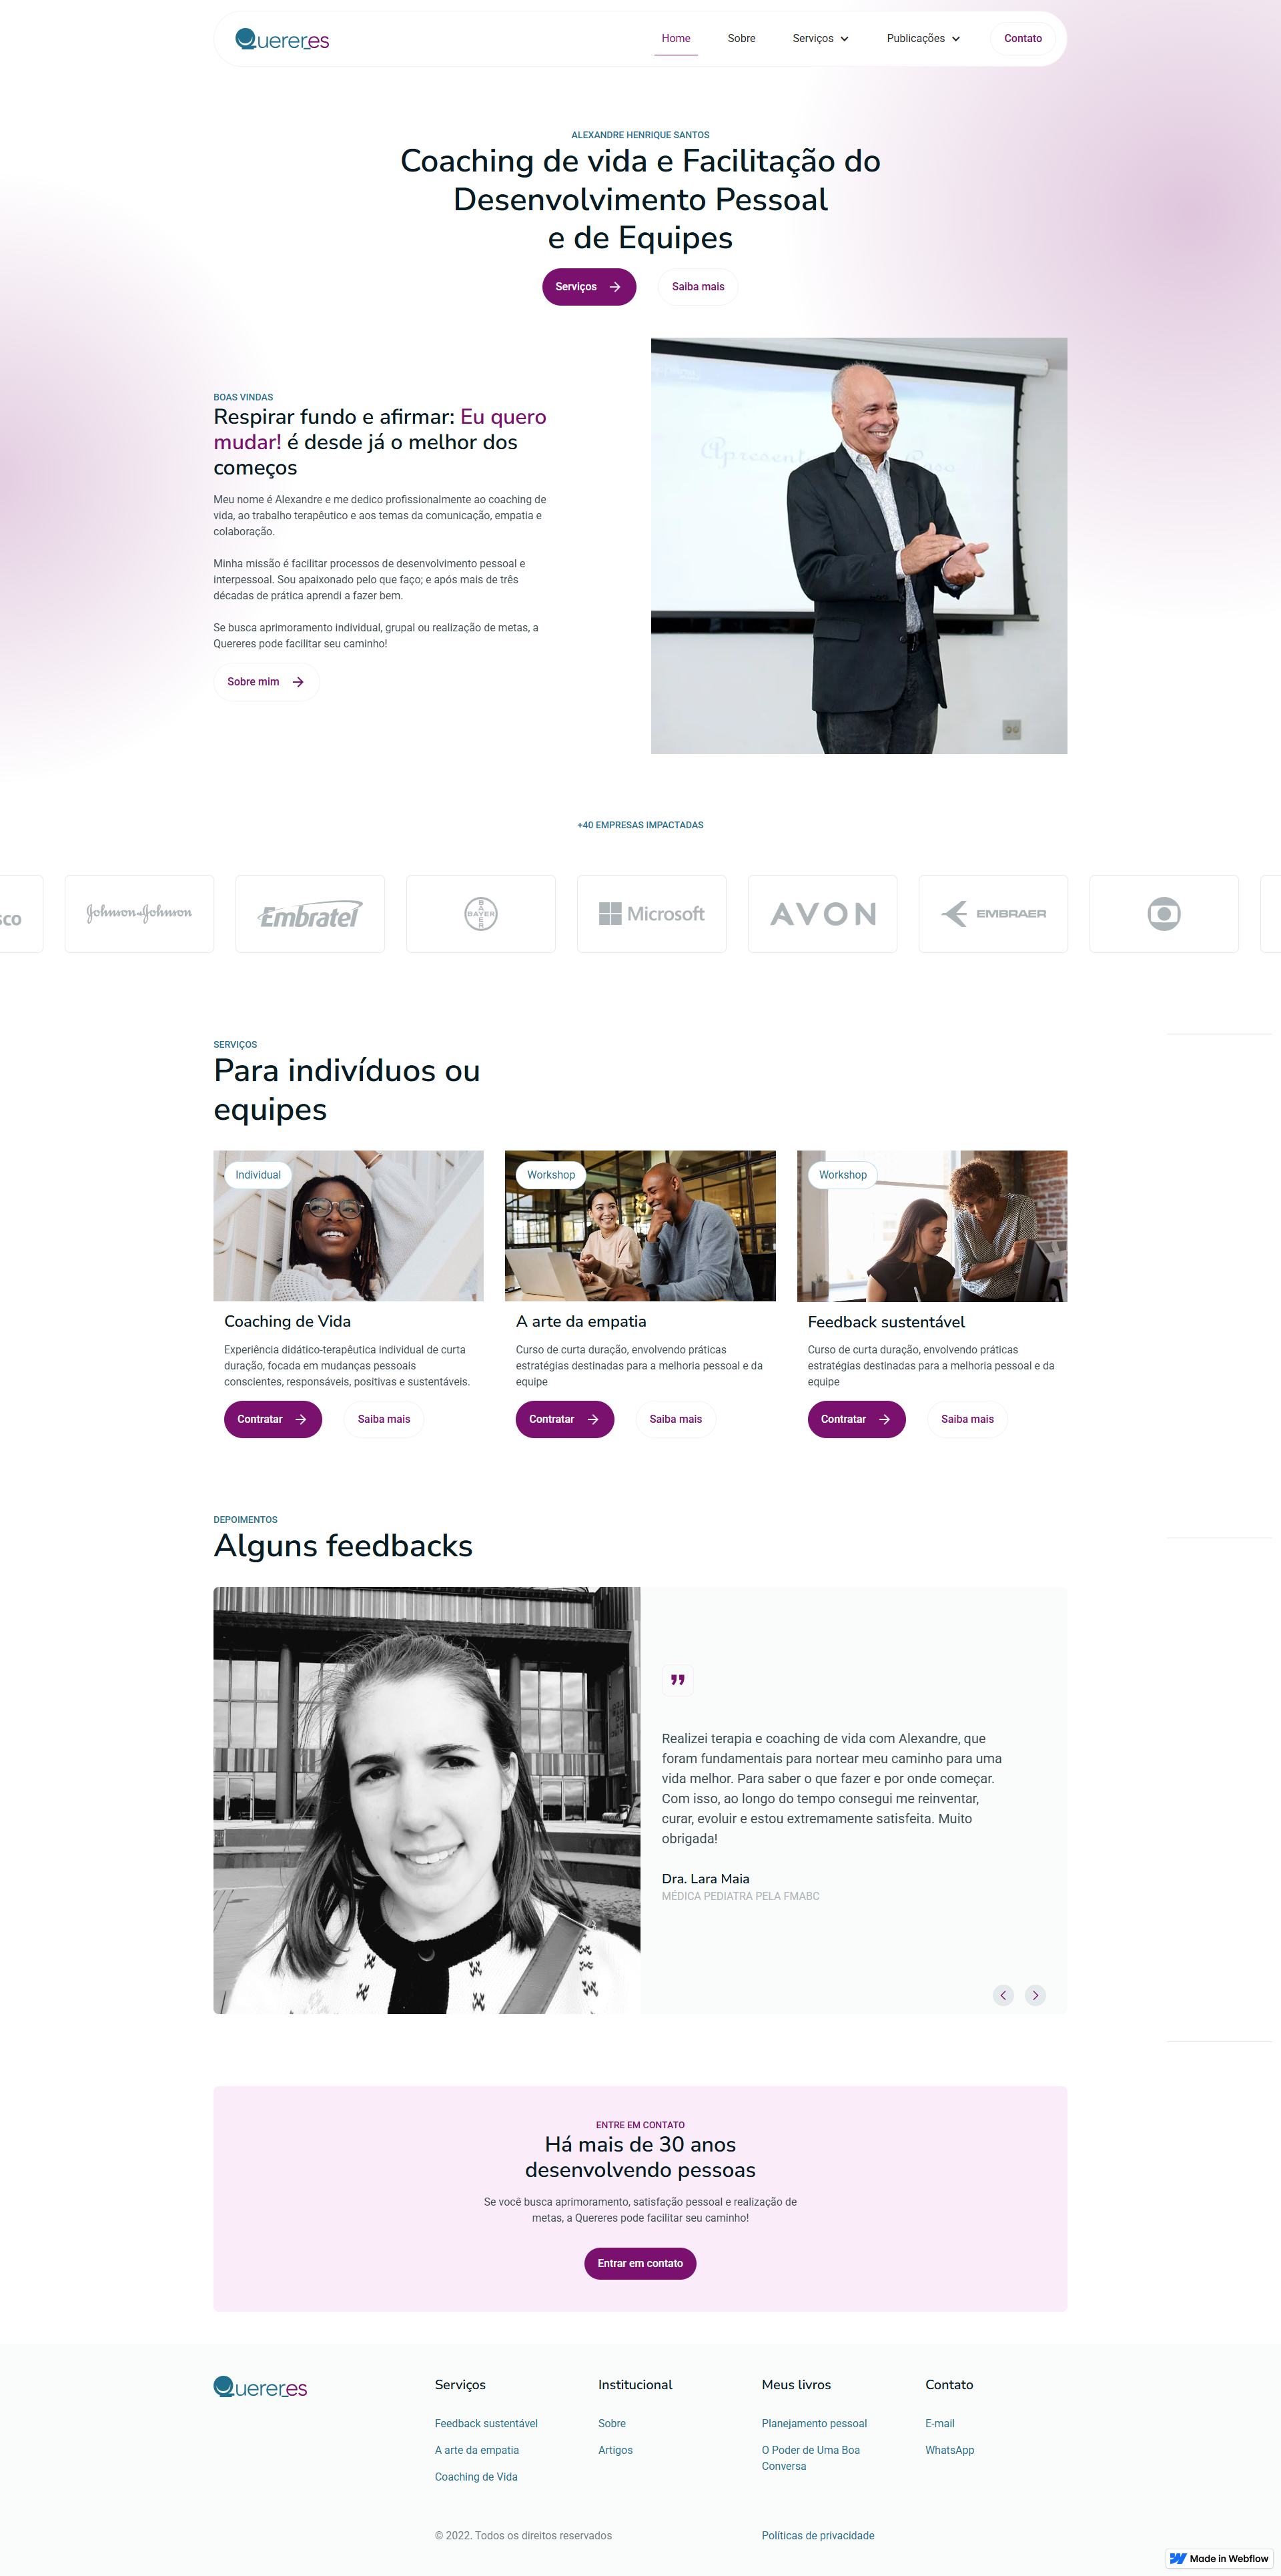 Quereres
Home
Sobre
Serviços
Publicações
Contato
ALEXANDRE HENRIQUE SANTOS
Coaching de vida e Facilitação do
Desenvolvimento Pessoal
e de Equipes
Serviços
Saiba mais
BOAS VINDAS
Respirar fundo e afirmar: Eu quero
mudar! é desde já o melhor dos
começos
Meu nome é Alexandre e me dedico profissionalmente ao coaching de
vida, ao trabalho terapêutico e aos temas da comunicação, empatia e
colaboração.
Minha missão é facilitar processos de desenvolvimento pessoal e
interpessoal. Sou apaixonado pelo que faço; e após mais de três
décadas de prática aprendi a fazer bem.
Se busca aprimoramento individual, grupal ou realização de metas, a
Quereres pode facilitar seu caminho!
Sobre mim
+40 EMPRESAS IMPACTADAS
sco
Johnson & Johnson
Embratel
BAYER
BAYER
Microsoft
AVON
EMBRAER
SERVIÇOS
Para indivíduos ou
equipes
Individual
Coaching de Vida
Experiência didático-terapêutica individual de curta
duração, focada em mudanças pessoais
conscientes, responsáveis, positivas e sustentáveis.
Contratar
Saiba mais
Workshop
A arte da empatia
Curso de curta duração, envolvendo práticas
estratégias destinadas para a melhoria pessoal e da
equipe
Contratar
Saiba mais
Workshop
Feedback sustentável
Curso de curta duração, envolvendo práticas
estratégias destinadas para a melhoria pessoal e da
equipe
Contratar
Saiba mais
DEPOIMENTOS
Alguns feedbacks
Realizei terapia e coaching de vida com Alexandre, que
foram fundamentais para nortear meu caminho para uma
vida melhor. Para saber o que fazer e por onde começar.
Com isso, ao longo do tempo consegui me reinventar,
curar, evoluir e estou extremamente satisfeita. Muito
obrigada!
Dra. Lara Maia
MÉDICA PEDIATRA PELA FMABC
ENTRE EM CONTATO
Há mais de 30 anos
desenvolvendo pessoas
Se você busca aprimoramento, satisfação pessoal e realização de
metas, a Quereres pode facilitar seu caminho!
Entrar em contato
Quereres
Serviços
Feedback sustentável
A arte da empatia
Coaching de Vida
Institucional
Sobre
Artigos
Meus livros
Planejamento pessoal
O Poder de Uma Boa
Conversa
Contato
E-mail
WhatsApp
© 2022. Todos os direitos reservados
Políticas de privacidade
Made in Webflow